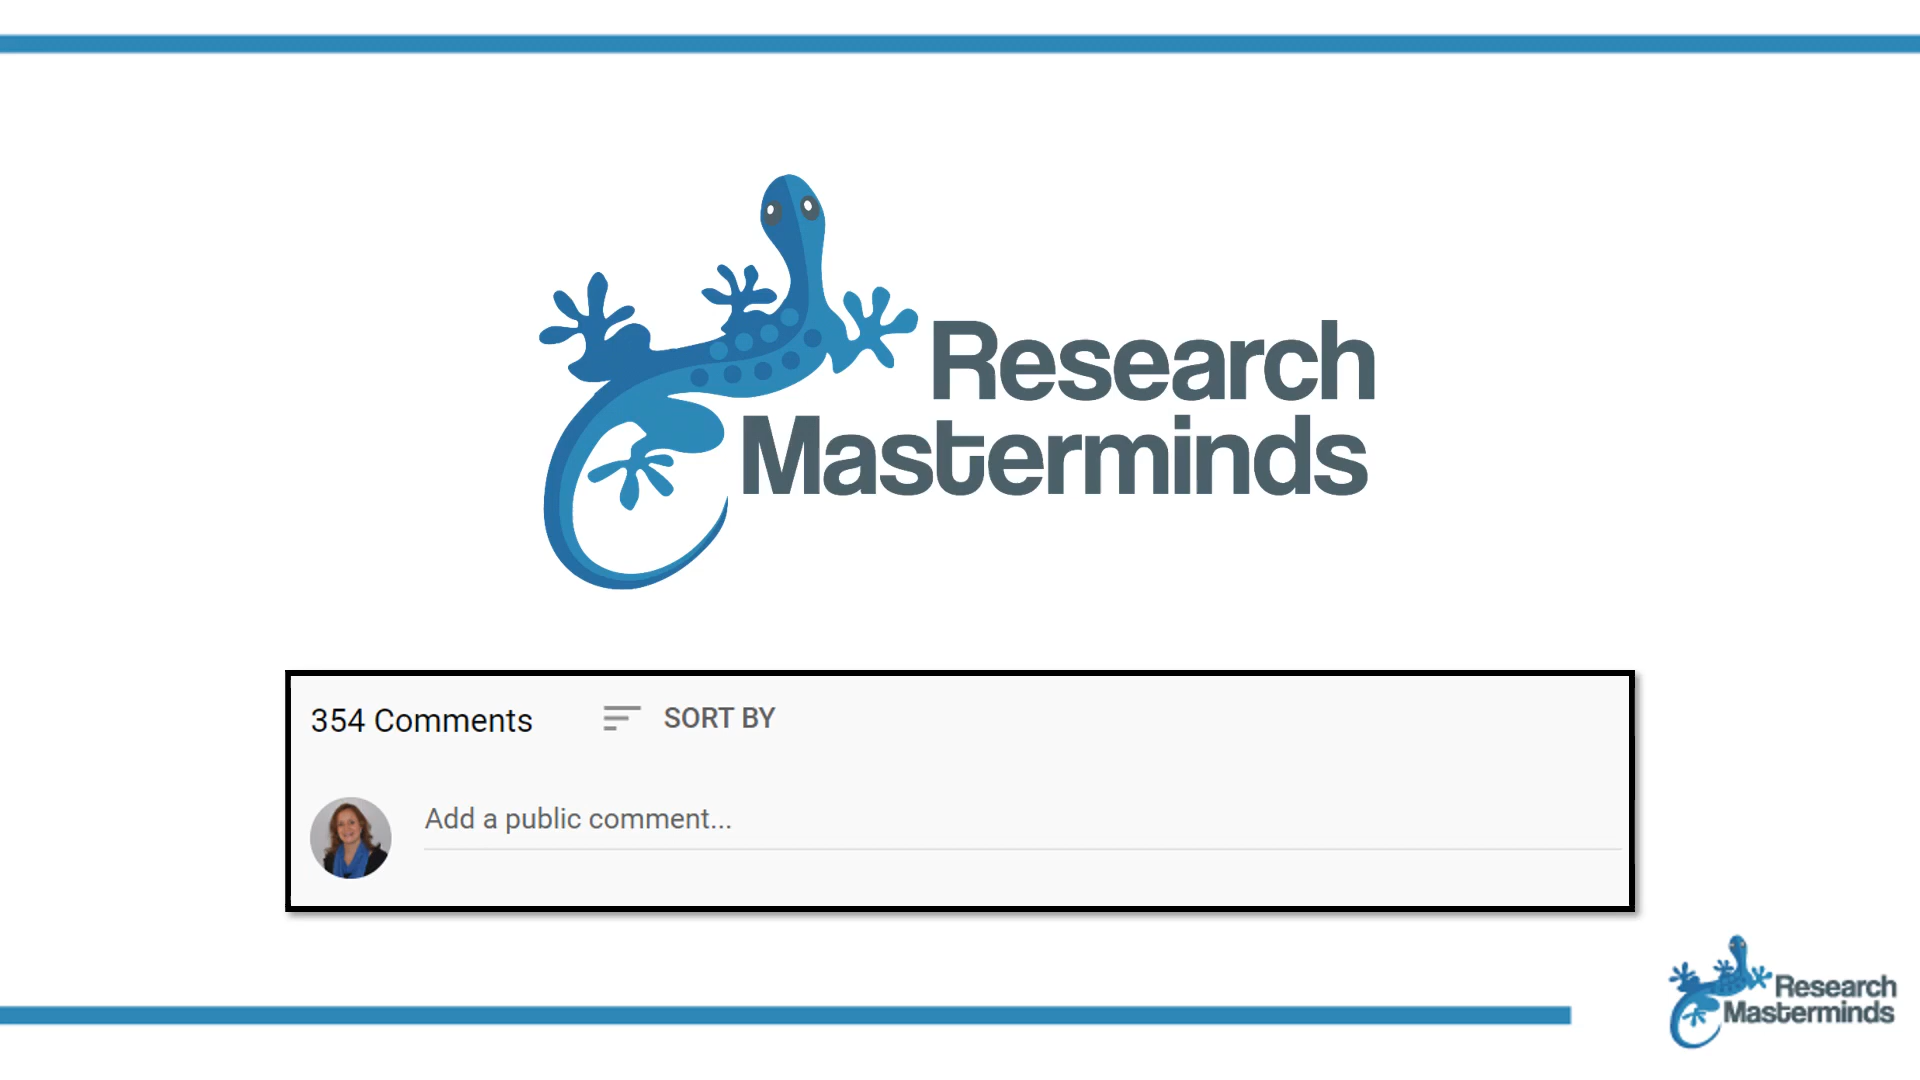 Research
Masterminds
354 Comments
SORT BY
Add a public comment...
Research
Masterminds